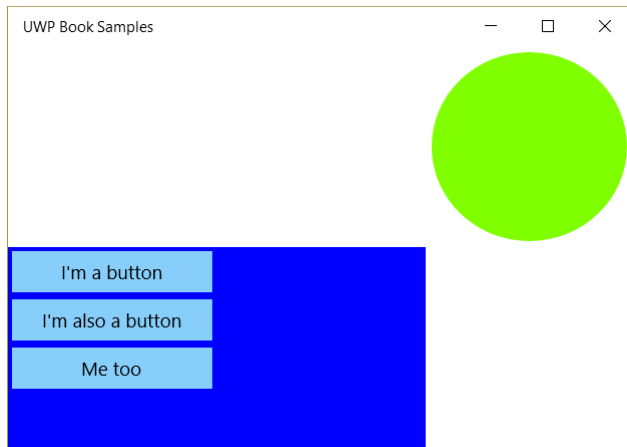 UWP Book Samples
I'm a button
I'm also a button
Me too